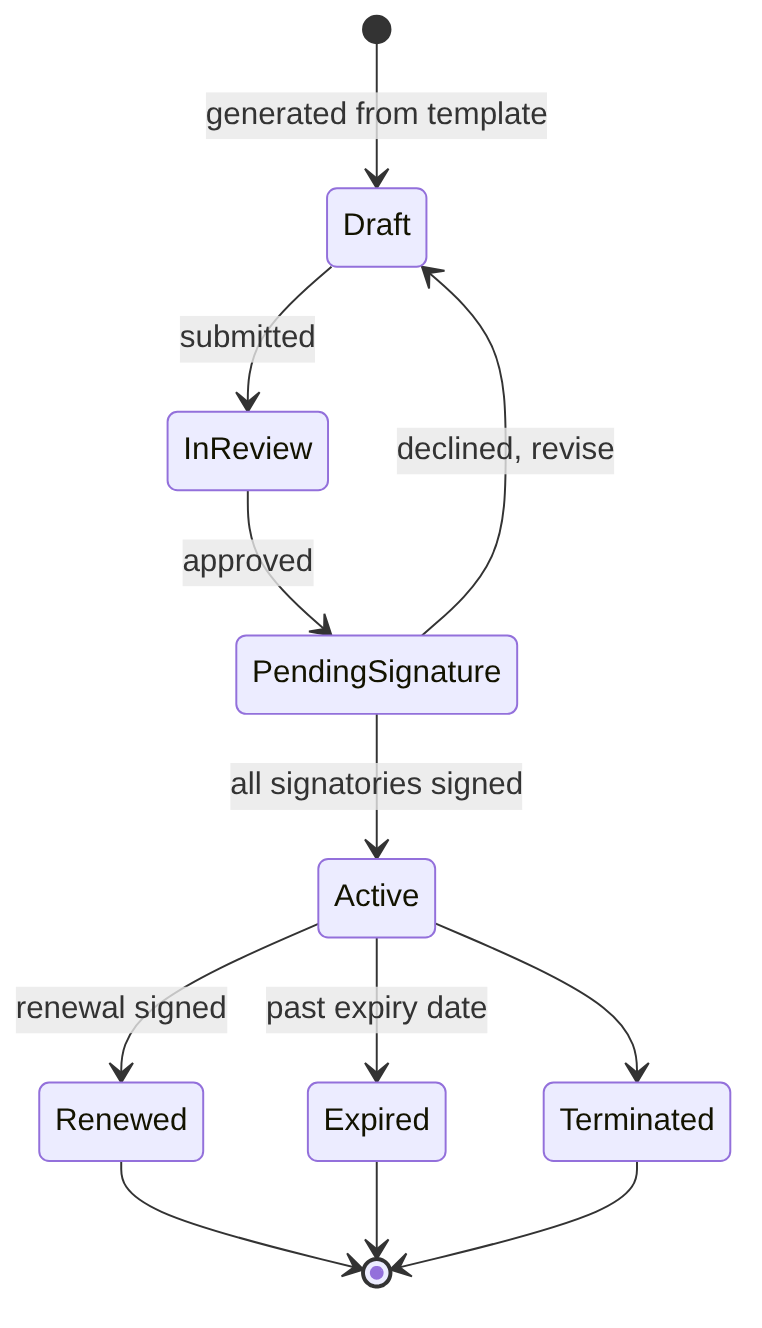 generated from template
Draft
submitted
InReview
declined, revise
approved
PendingSignature
all signatories signed
Active
renewal signed
past expiry date
Renewed
Expired
Terminated